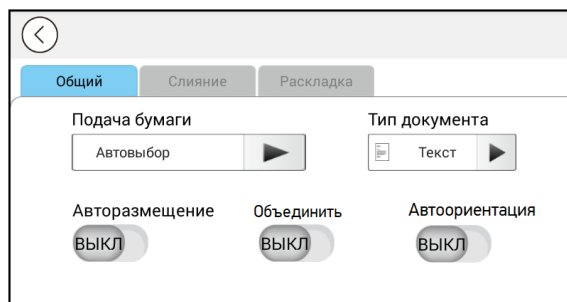 Общий Слияние Раскладка
Подача бумаги Тип документа
Автовыбор Текст
Авторазмещение Объединить Автоориентация
ВЫКЛ ВЫКЛ ВЫКЛ